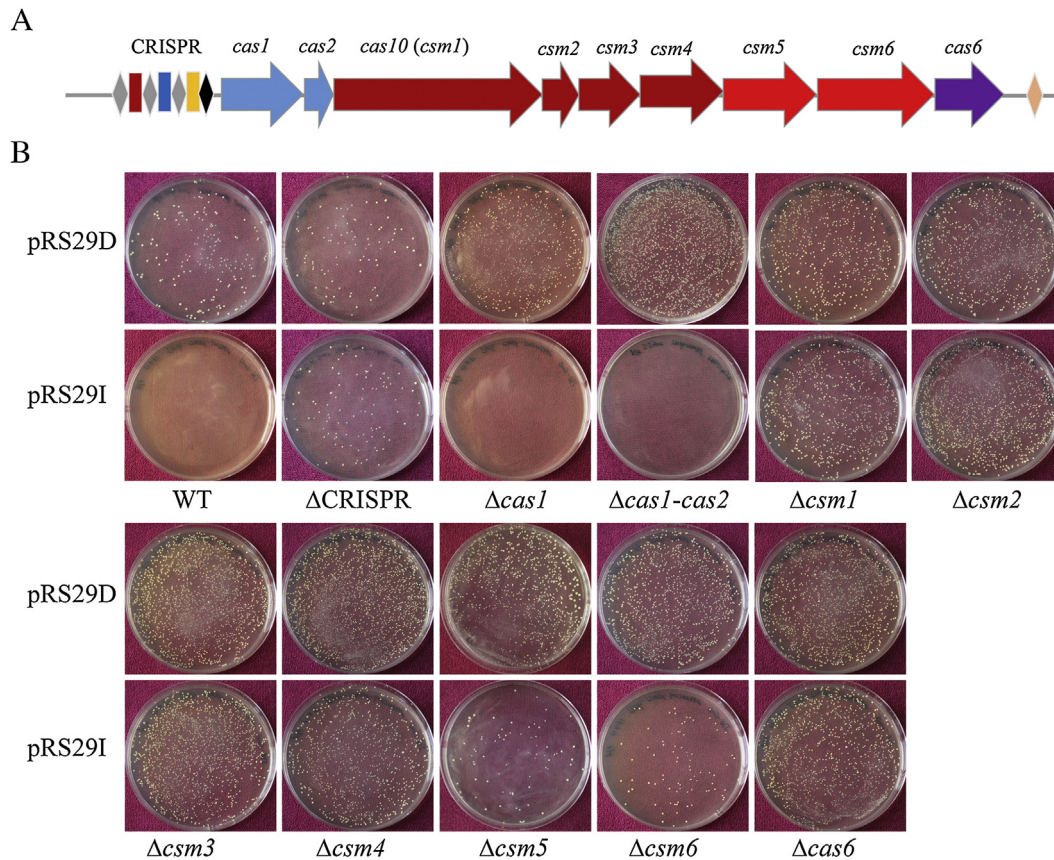 A
CRISPR cas1 cas2 cas10 (csm1) csm2 csm3 csm4 csm5 csm6 cas6
B
pRS29D
pRS29I
WT ΔCRISPR Δcas1 Δcas1-cas2 Δcsm1 Δcsm2
pRS29D
pRS29I
Δcsm3 Δcsm4 Δcsm5 Δcsm6 Δcas6